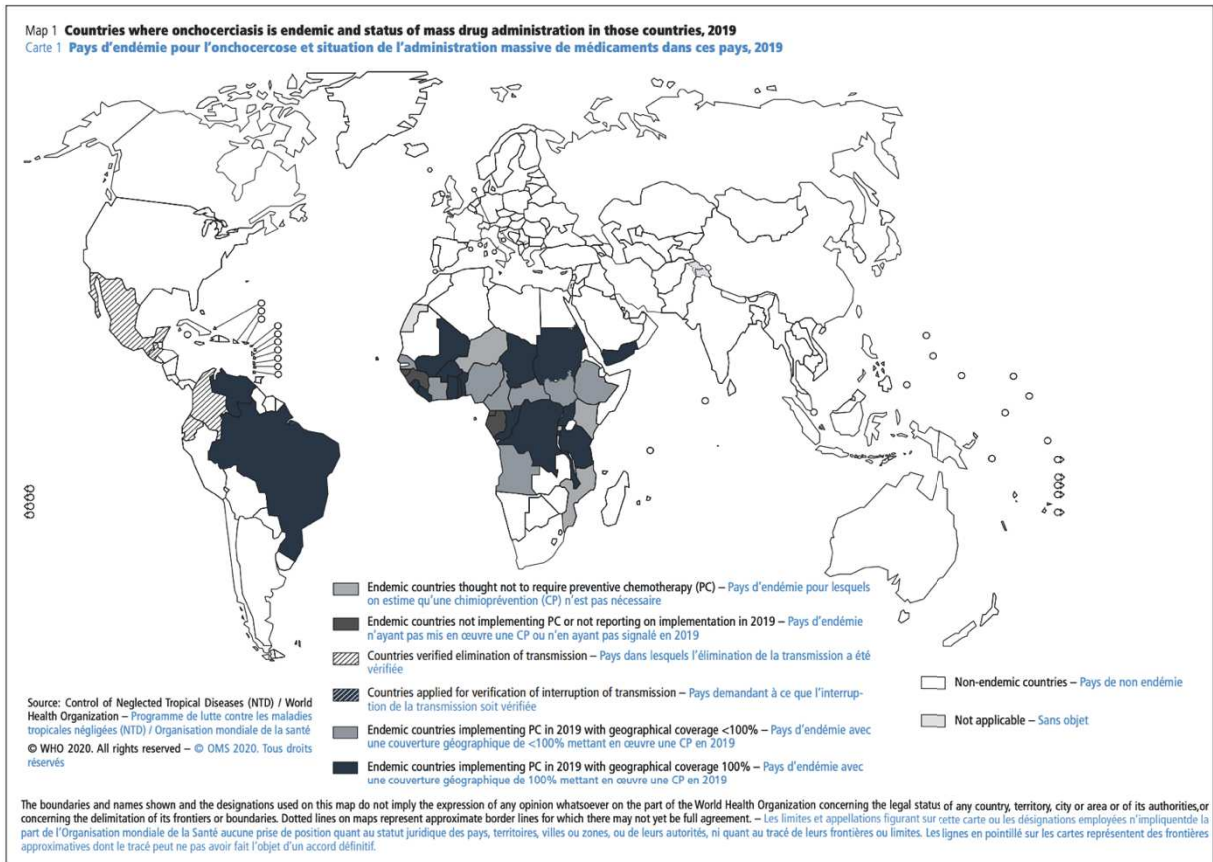 Map 1 Countries where onchocerciasis is endemic and status of mass drug administration in those countries, 2019
Carte 1 Pays d'endémie pour l'onchocercose et situation de l'administration massive de médicaments dans ces pays, 2019
Endemic countries thought not to require preventive chemotherapy (PC) – Pays d'endémie pour lesquels
on estime qu'une chimioprévention (CP) n'est pas nécessaire
Endemic countries not implementing PC or not reporting on implementation in 2019 – Pays d'endémie
n'ayant pas mis en œuvre une CP ou n'en ayant pas signalé en 2019
Countries verified elimination of transmission – Pays dans lesquels l'élimination de la transmission a été
vérifiée
Countries applied for verification of interruption of transmission – Pays demandant à ce que l'interrup-
tion de la transmission soit vérifiée
Endemic countries implementing PC in 2019 with geographical coverage <100% – Pays d'endémie avec
une couverture géographique de <100% mettant en œuvre une CP en 2019
Endemic countries implementing PC in 2019 with geographical coverage 100% – Pays d'endémie avec
une couverture géographique de 100% mettant en œuvre une CP en 2019
Non-endemic countries – Pays de non endémie
Not applicable – Sans objet
Source: Control of Neglected Tropical Diseases (NTD) / World
Health Organization – Programme de lutte contre les maladies
tropicales négligées (NTD) / Organisation mondiale de la santé
© WHO 2020. All rights reserved – © OMS 2020. Tous droits
réservés
The boundaries and names shown and the designations used on this map do not imply the expression of any opinion whatsoever on the part of the World Health Organization concerning the legal status of any country, territory, city or area or of its authorities,or
concerning the delimitation of its frontiers or boundaries. Dotted lines on maps represent approximate border lines for which there may not yet be full agreement. – Les limites et appellations figurant sur cette carte ou les désignations employées n'impliquentde la
part de l'Organisation mondiale de la Santé aucune prise de position quant au statut juridique des pays, territoires, villes ou zones, ou de leurs autorités, ni quant au tracé de leurs frontières ou limites. Les lignes en pointillé sur les cartes représentent des frontières
approximatives dont le tracé peut ne pas avoir fait l'objet d'un accord définitif.